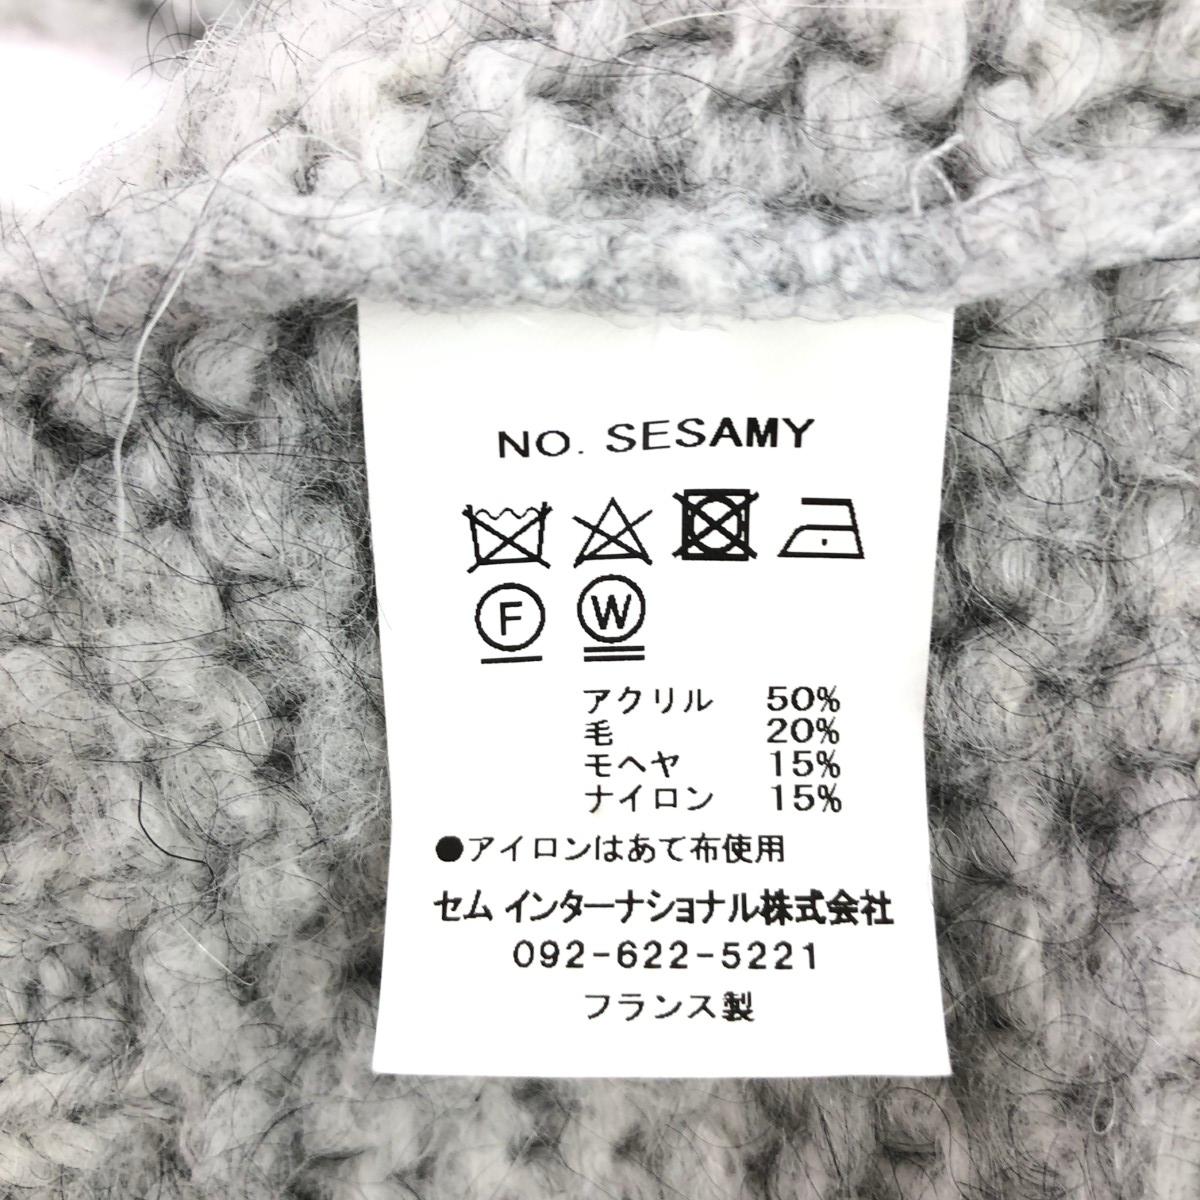 NO. SESAMY
F W
アクリル 50%
毛 20%
モヘヤ 15%
ナイロン 15%
●アイロンはあて布使用
セム インターナショナル株式会社
092-622-5221
フランス製